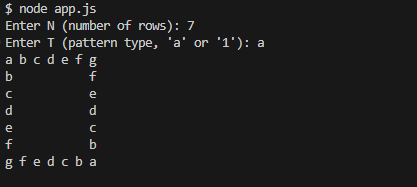 $ node app.js
Enter N (number of rows): 7
Enter T (pattern type, 'a' or '1'): a
a b c d e f g
b           f
c           e
d           d
e           c
f           b
g f e d c b a